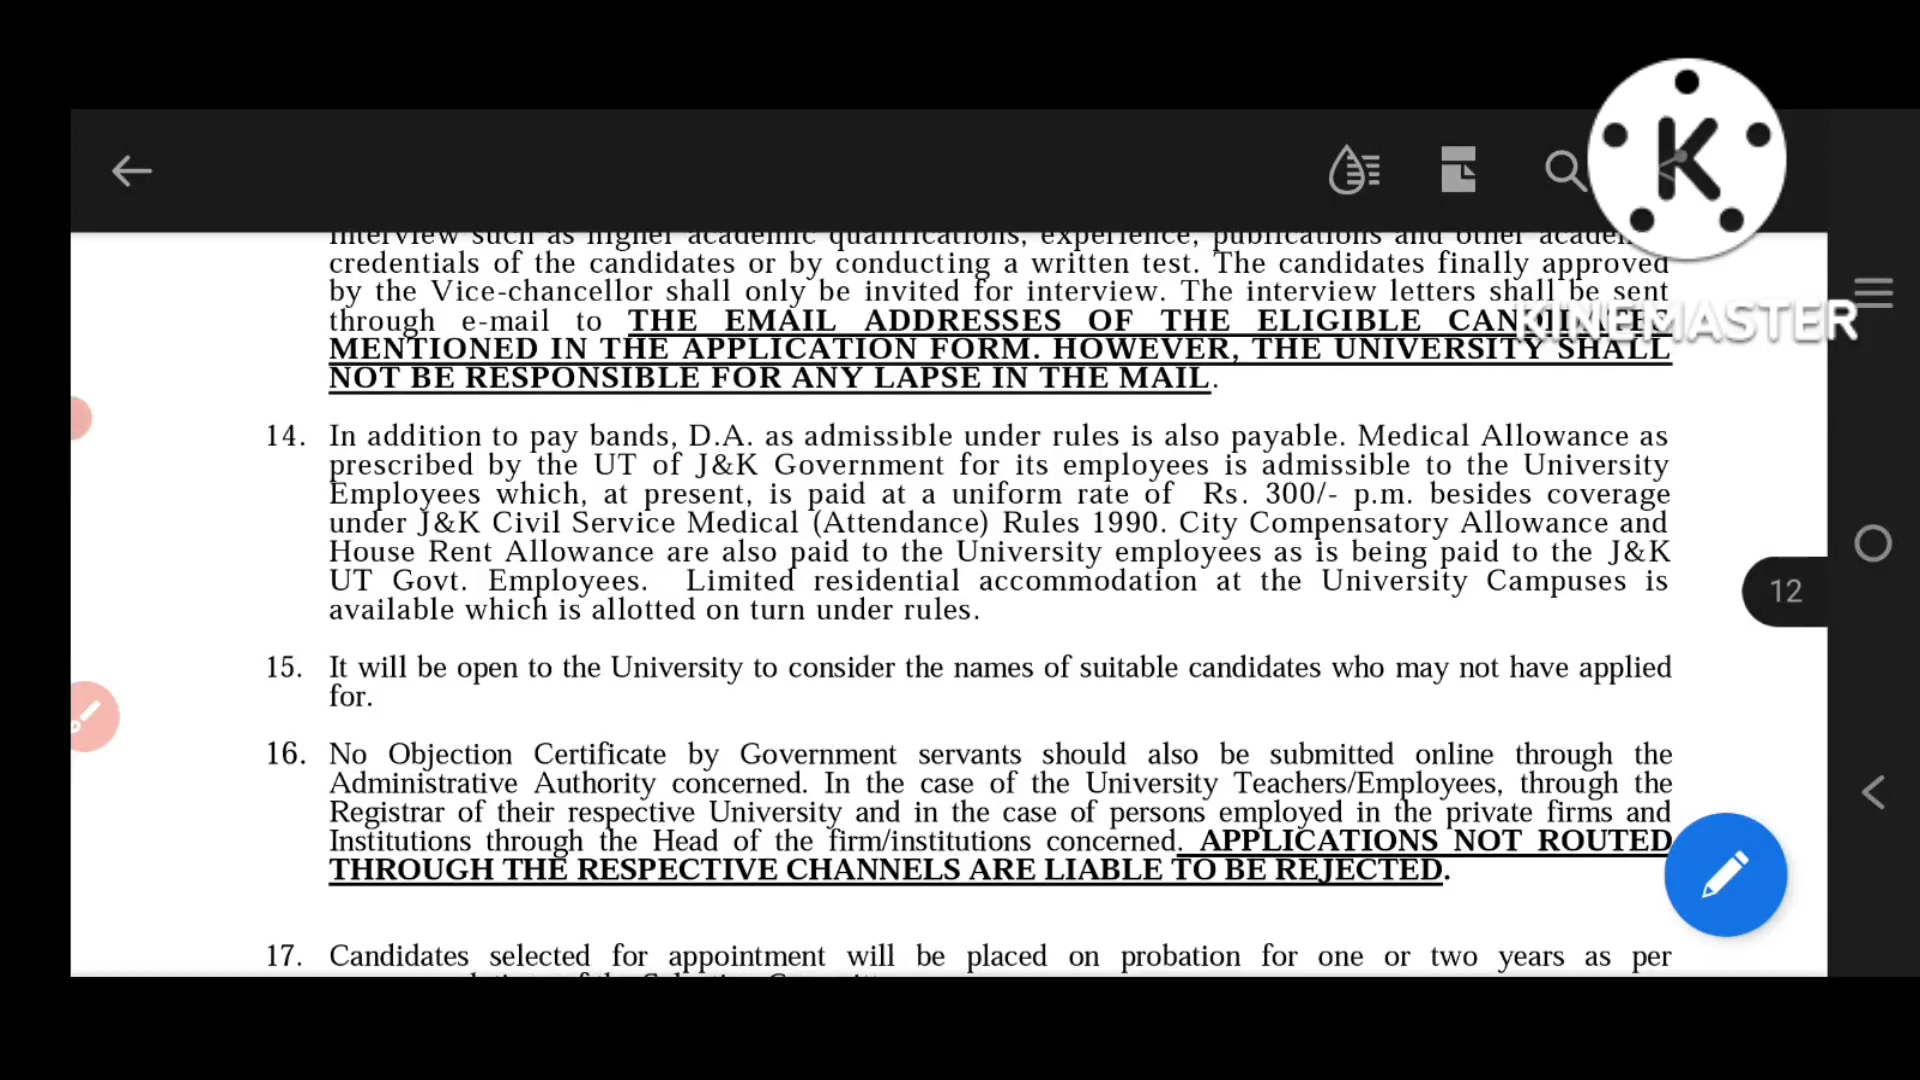 interview such as higher academic qualifications, experience, publications and other
credentials of the candidates or by conducting a written test. The candidates finally approved
by the Vice-chancellor shall only be invited for interview. The interview letters shall be sent
through e-mail to THE EMAIL ADDRESSES OF THE ELIGIBLE CANDIDATES
MENTIONED IN THE APPLICATION FORM. HOWEVER, THE UNIVERSITY SHALL
NOT BE RESPONSIBLE FOR ANY LAPSE IN THE MAIL.
14. In addition to pay bands, D.A. as admissible under rules is also payable. Medical Allowance as
prescribed by the UT of J&K Government for its employees is admissible to the University
Employees which, at present, is paid at a uniform rate of Rs. 300/- p.m. besides coverage
under J&K Civil Service Medical (Attendance) Rules 1990. City Compensatory Allowance and
House Rent Allowance are also paid to the University employees as is being paid to the J&K
UT Govt. Employees. Limited residential accommodation at the University Campuses is
available which is allotted on turn under rules.
15. It will be open to the University to consider the names of suitable candidates who may not have applied
for.
16. No Objection Certificate by Government servants should also be submitted online through the
Administrative Authority concerned. In the case of the University Teachers/Employees, through the
Registrar of their respective University and in the case of persons employed in the private firms and
Institutions through the Head of the firm/institutions concerned. APPLICATIONS NOT ROUTED
THROUGH THE RESPECTIVE CHANNELS ARE LIABLE TO BE REJECTED.
17. Candidates selected for appointment will be placed on probation for one or two years as per
K
KINEMASTER
12